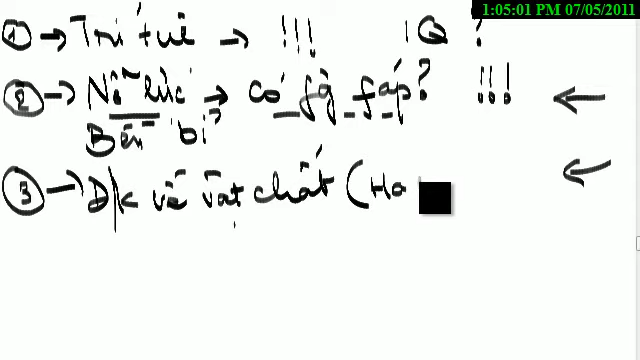 1:05:01 PM 07/05/2011
① → Trí tuệ → !!! IQ ?
② → Nỗ lực → Có fg fáp? !!! ←
Bền bỉ
③ → Đk về vật chất (Ho ←